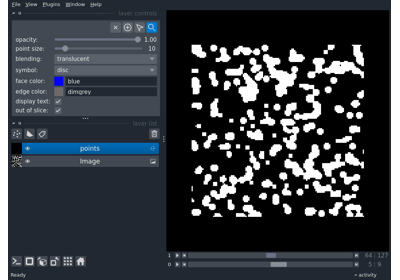 File View Plugins Window Help
layer controls
opacity: 1.00
point size: 10
blending: translucent
symbol: disc
face color: blue
edge color: dimgrey
display text:
out of slice:
layer list
points
Image
1 64 127
0 5 9
Ready activity